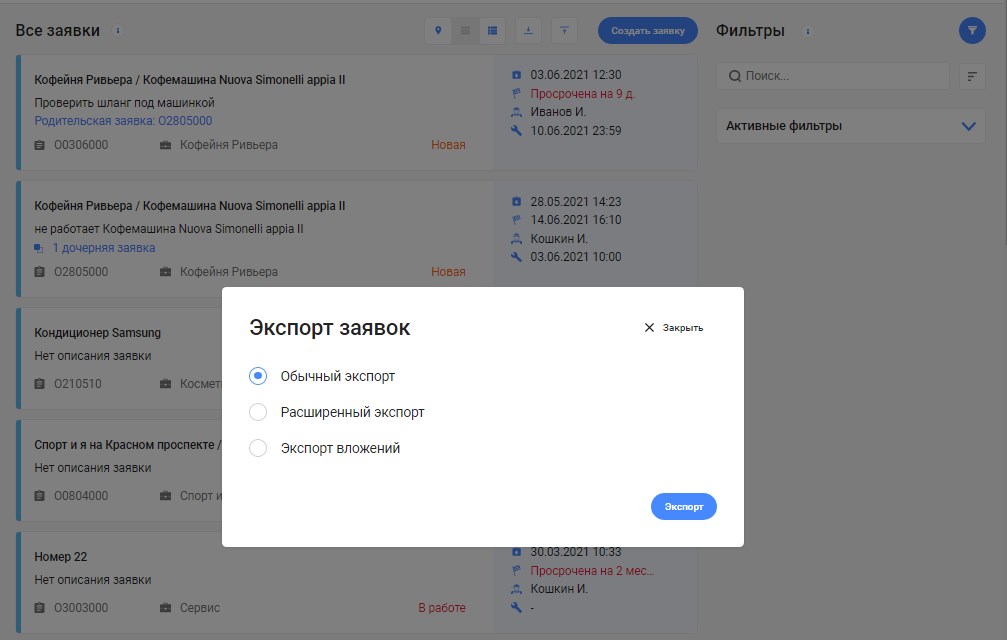 Все заявки
Создать заявку
Фильтры
Поиск...
Активные фильтры
Кофейня Ривьера / Кофемашина Nuova Simonelli appia II
Проверить шланг под машинкой
Родительская заявка: О2805000
О0306000
Кофейня Ривьера
Новая
03.06.2021 12:30
Просрочена на 9 д.
Иванов И.
10.06.2021 23:59
Кофейня Ривьера / Кофемашина Nuova Simonelli appia II
не работает Кофемашина Nuova Simonelli appia II
1 дочерняя заявка
О2805000
Кофейня Ривьера
Новая
28.05.2021 14:23
14.06.2021 16:10
Кошкин И.
03.06.2021 10:00
Кондиционер Samsung
Нет описания заявки
О210510
Спорт и я на Красном проспекте /
Нет описания заявки
О0804000
Спорт и
Экспорт заявок
Закрыть
Обычный экспорт
Расширенный экспорт
Экспорт вложений
Экспорт
Номер 22
Нет описания заявки
О3003000
Сервис
В работе
30.03.2021 10:33
Просрочена на 2 мес...
Кошкин И.
-